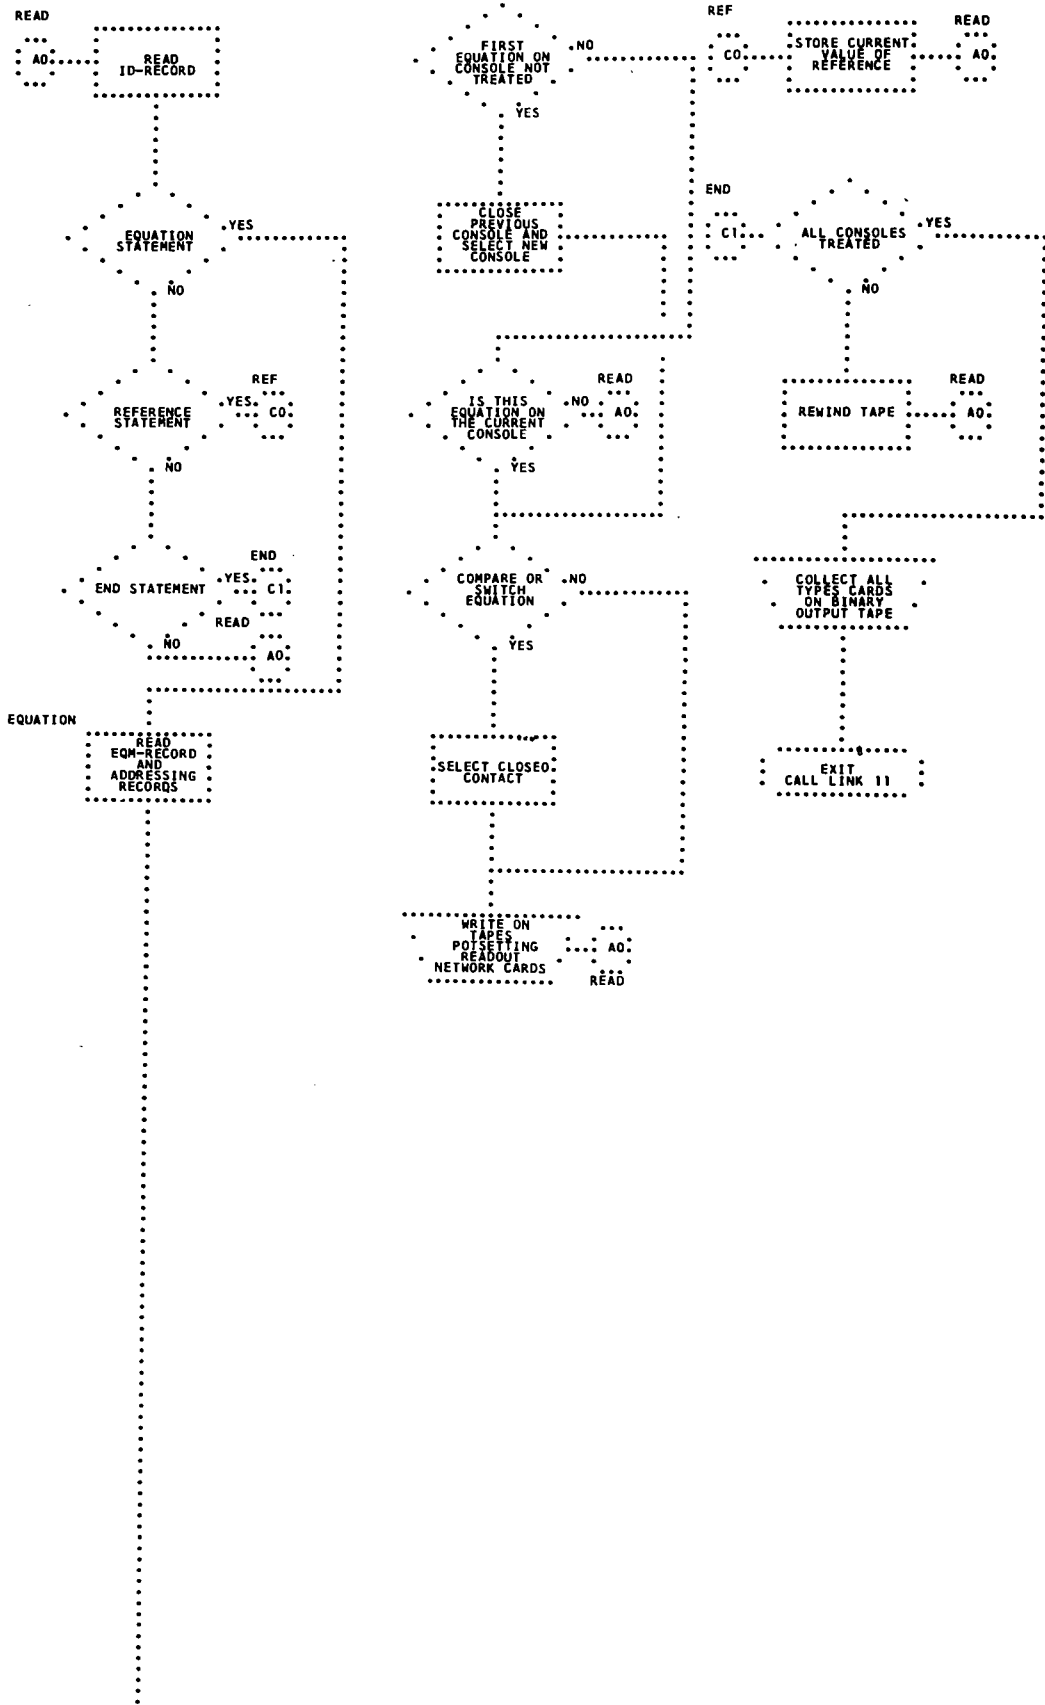 READ
A0
READ
ID-RECORD
EQUATION
STATEMENT
YES
NO
REFERENCE
STATEMENT
YES
REF
C0
NO
END STATEMENT
YES
END
C1
NO
READ
A0
EQUATION
READ
EQM-RECORD
AND
ADDRESSING
RECORDS
FIRST
EQUATION ON
CONSOLE NOT
TREATED
NO
YES
CLOSE
PREVIOUS
CONSOLE AND
SELECT NEW
CONSOLE
IS THIS
EQUATION ON
THE CURRENT
CONSOLE
NO
READ
A0
YES
COMPARE OR
SWITCH
EQUATION
NO
YES
SELECT CLOSED
CONTACT
WRITE ON
TAPES
POTSETTING
READOUT
NETWORK CARDS
A0
READ
REF
C0
STORE CURRENT
VALUE OF
REFERENCE
READ
A0
END
C1
ALL CONSOLES
TREATED
YES
NO
REWIND TAPE
READ
A0
COLLECT ALL
TYPES CARDS
ON BINARY
OUTPUT TAPE
EXIT
CALL LINK 11